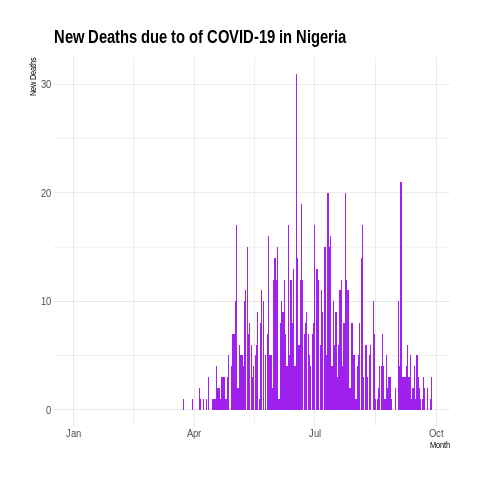 New Deaths due to of COVID-19 in Nigeria
New Deaths
30
20
10
0
Jan Apr Jul Oct
Month